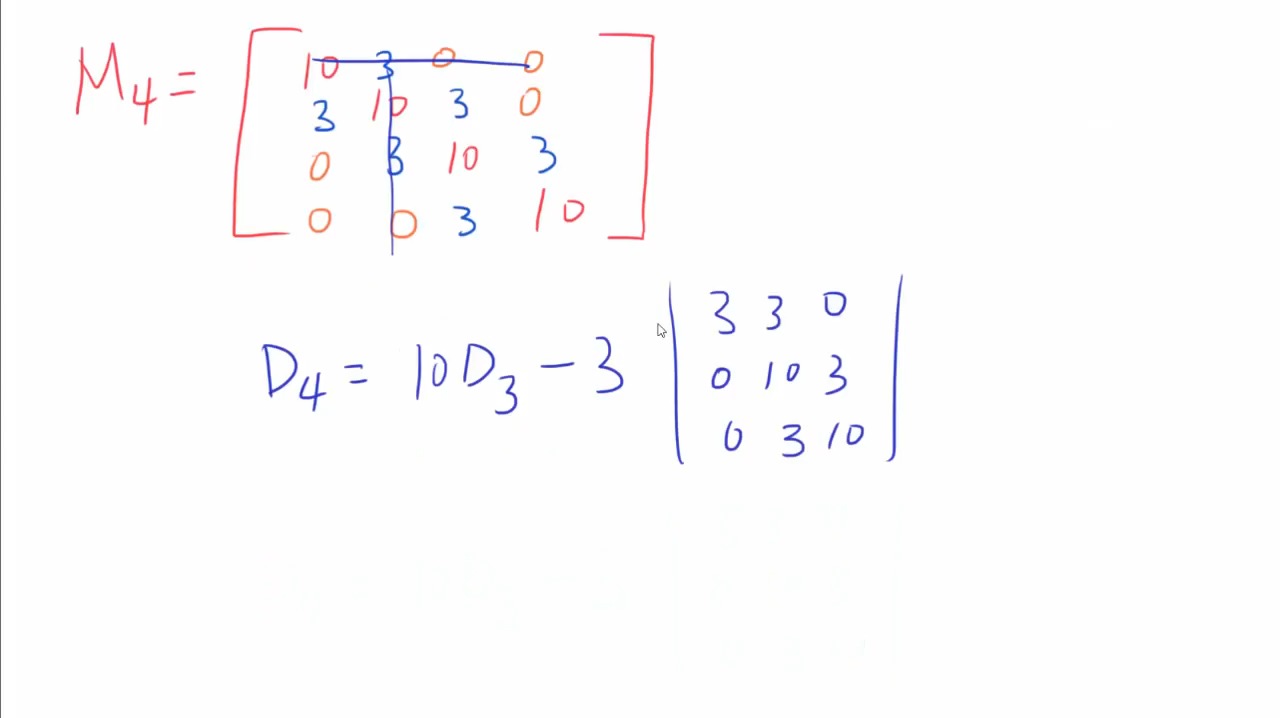 M₄ = [ 10 3 0 0
3 10 3 0
0 3 10 3
0 0 3 10 ]
D₄ = 10D₃ − 3 | 3 3 0
0 10 3
0 3 10 |